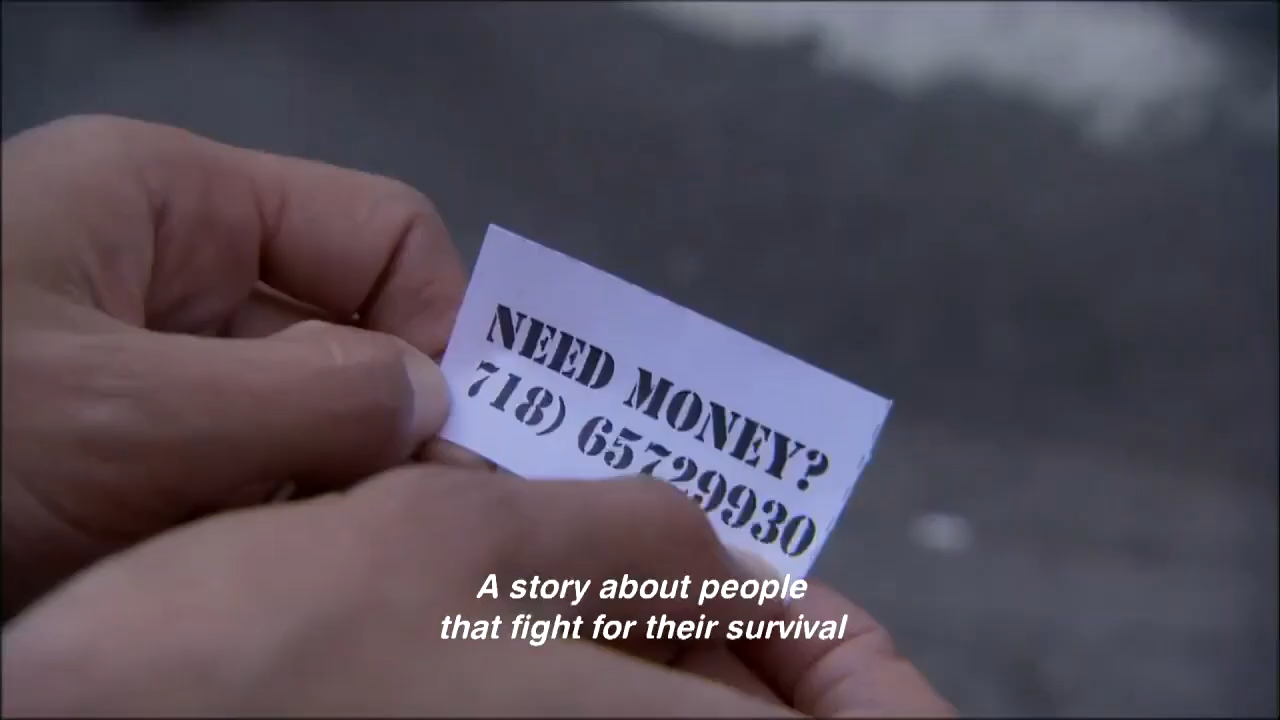 NEED MONEY?
718) 65729930
A story about people
that fight for their survival